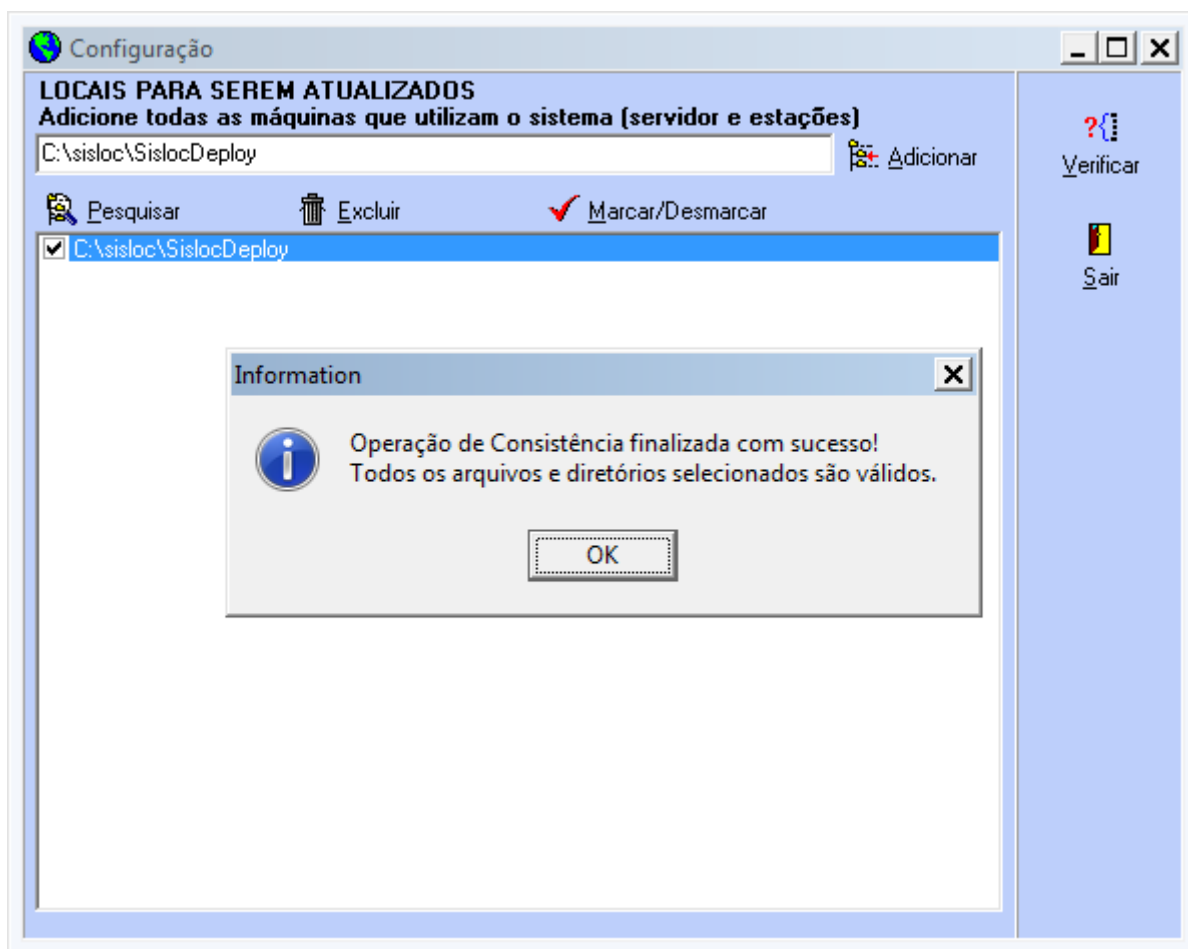 Configuração
LOCAIS PARA SEREM ATUALIZADOS
Adicione todas as máquinas que utilizam o sistema (servidor e estações)
C:\sisloc\SislocDeploy
Adicionar
Verificar
Pesquisar
Excluir
Marcar/Desmarcar
C:\sisloc\SislocDeploy
Sair
Information
Operação de Consistência finalizada com sucesso!
Todos os arquivos e diretórios selecionados são válidos.
OK